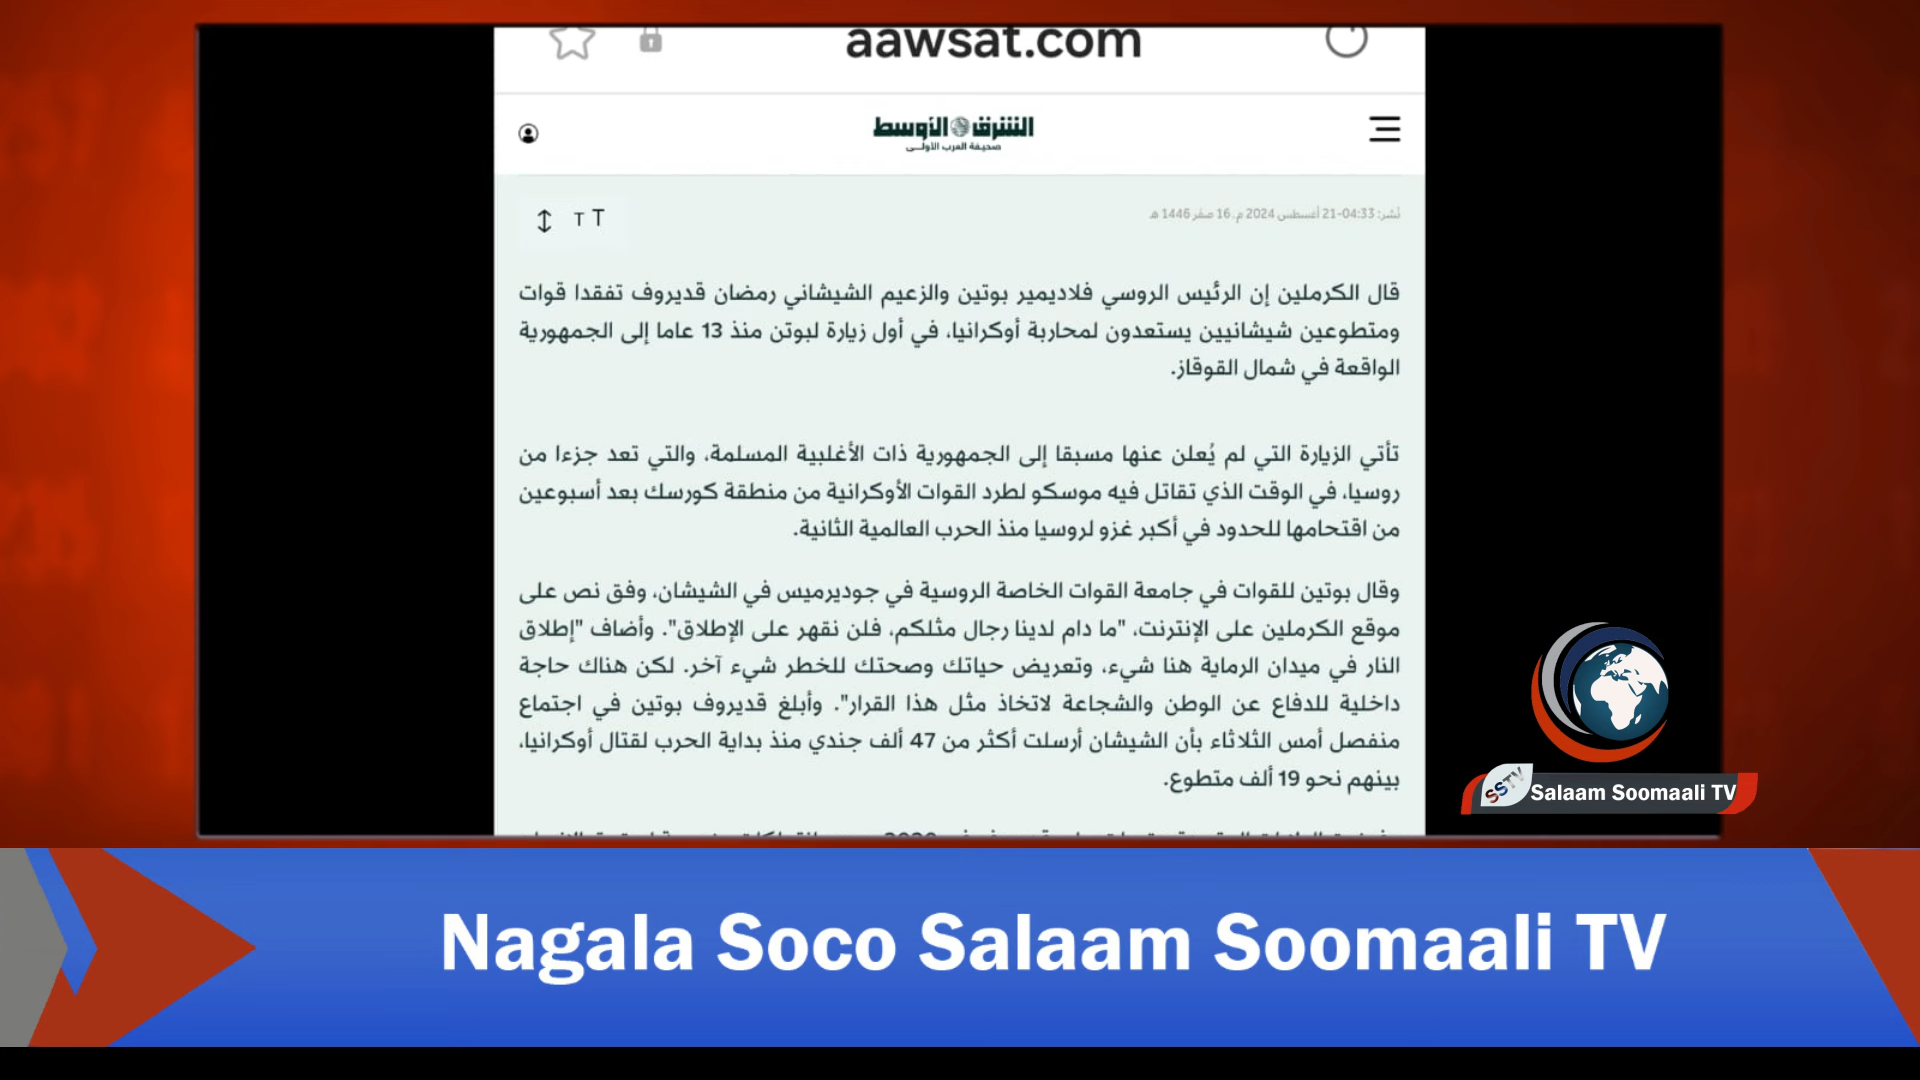 aawsat.com
الشرق الأوسط
صحيفة العرب الأولى
نُشر: 04:33-21 أغسطس 2024 م ـ 16 صفر 1446 هـ
T T
قال الكرملين إن الرئيس الروسي فلاديمير بوتين والزعيم الشيشاني رمضان قديروف تفقدا قوات
ومتطوعين شيشانيين يستعدون لمحاربة أوكرانيا، في أول زيارة لبوتن منذ 13 عاما إلى الجمهورية
الواقعة في شمال القوقاز.
تأتي الزيارة التي لم يُعلن عنها مسبقا إلى الجمهورية ذات الأغلبية المسلمة، والتي تعد جزءا من
روسيا، في الوقت الذي تقاتل فيه موسكو لطرد القوات الأوكرانية من منطقة كورسك بعد أسبوعين
من اقتحامها للحدود في أكبر غزو لروسيا منذ الحرب العالمية الثانية.
وقال بوتين للقوات في جامعة القوات الخاصة الروسية في جوديرميس في الشيشان، وفق نص على
موقع الكرملين على الإنترنت، "ما دام لدينا رجال مثلكم، فلن نقهر على الإطلاق". وأضاف "إطلاق
النار في ميدان الرماية هنا شيء، وتعريض حياتك وصحتك للخطر شيء آخر. لكن هناك حاجة
داخلية للدفاع عن الوطن والشجاعة لاتخاذ مثل هذا القرار". وأبلغ قديروف بوتين في اجتماع
منفصل أمس الثلاثاء بأن الشيشان أرسلت أكثر من 47 ألف جندي منذ بداية الحرب لقتال أوكرانيا،
بينهم نحو 19 ألف متطوع.
SSTV
Salaam Soomaali TV
Nagala Soco Salaam Soomaali TV